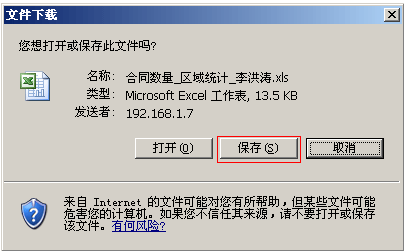 文件下载
您想打开或保存此文件吗?
名称: 合同数量_区域统计_李洪涛.xls
类型: Microsoft Excel 工作表, 13.5 KB
发送者: 192.168.1.7
打开(O) 保存(S) 取消
来自 Internet 的文件可能对您有所帮助,但某些文件可能
危害您的计算机。如果您不信任其来源,请不要打开或保存
该文件。有何风险?